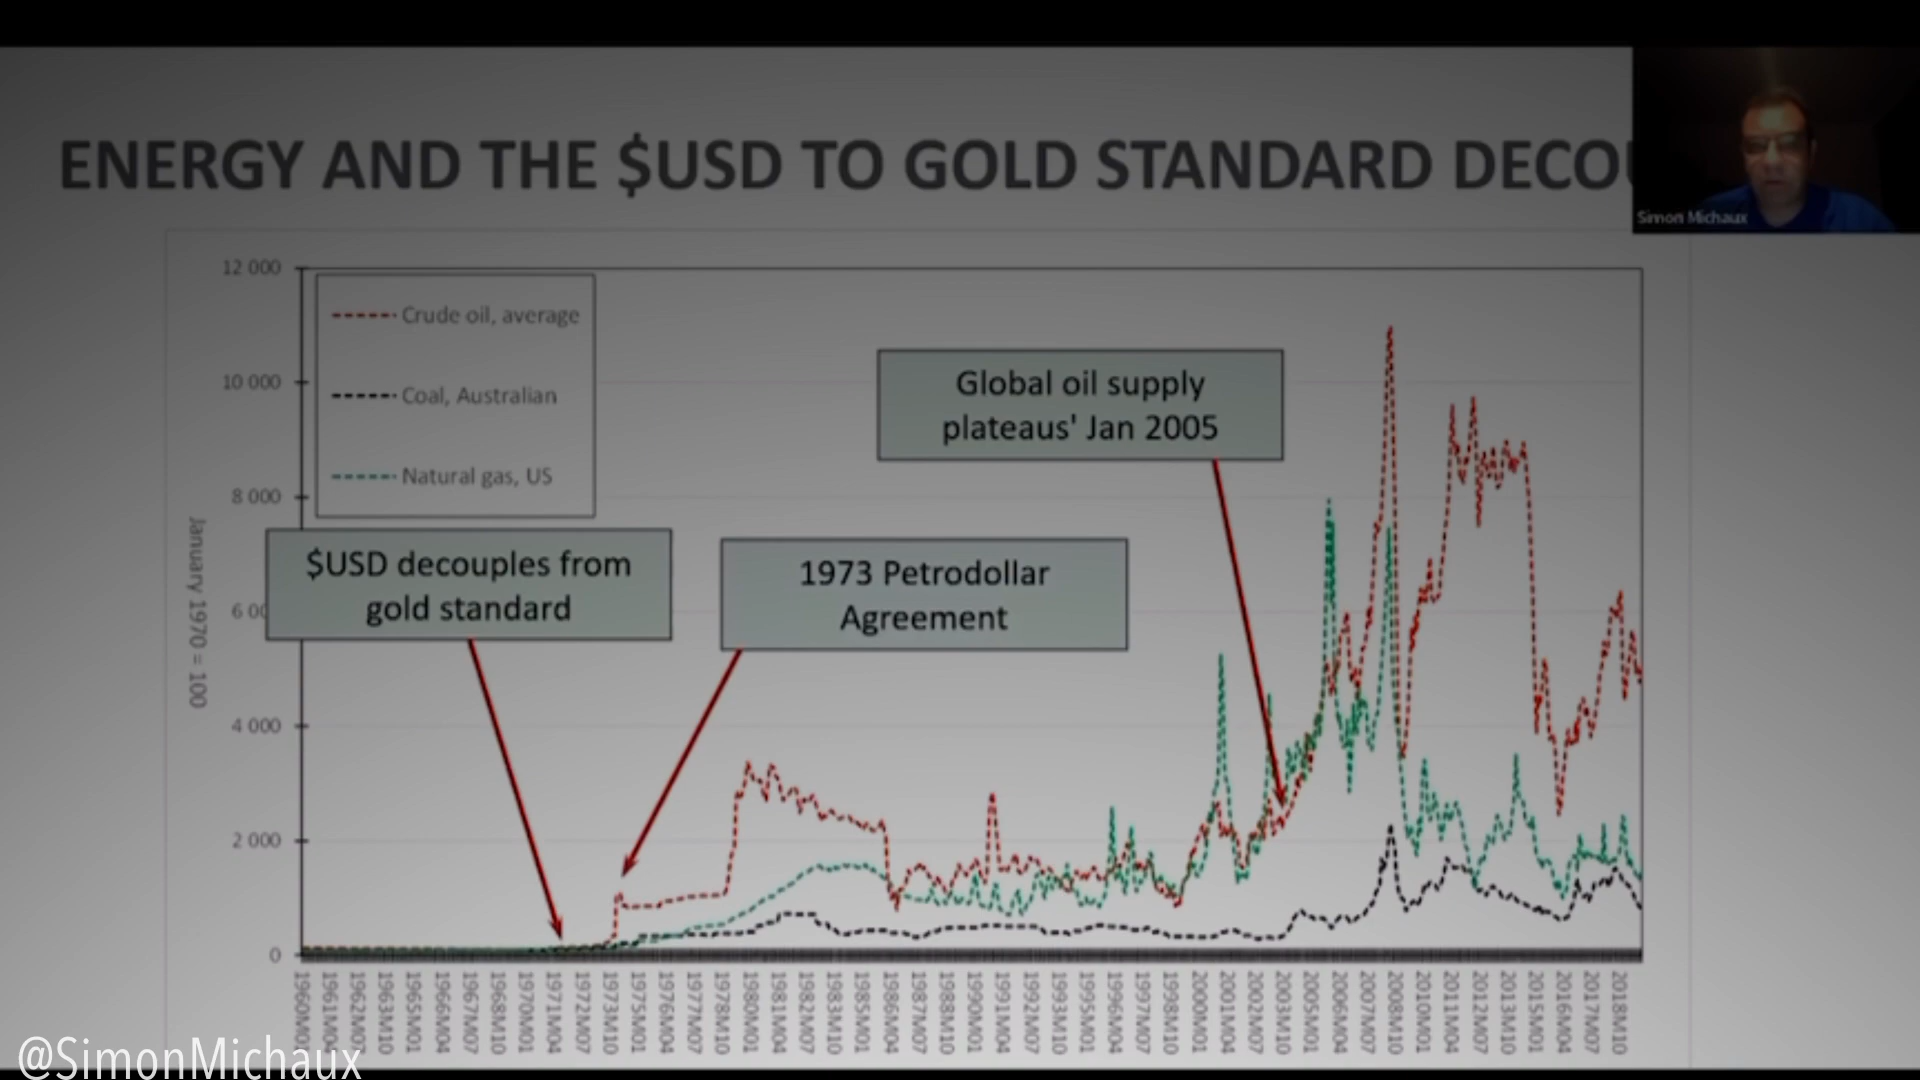 ENERGY AND THE $USD TO GOLD STANDARD DECO
Simon Michaux
12 000
10 000
8 000
6 00
4 000
2 000
0
January 1970 = 100
Crude oil, average
Coal, Australian
Natural gas, US
Global oil supply
plateaus' Jan 2005
$USD decouples from
gold standard
1973 Petrodollar
Agreement
1960M0
1961M04
1962M07
1963M10
1965M01
1966M04
1967M07
1968M10
1970M01
1971M04
1972M07
1973M10
1975M01
1976M04
1977M07
1978M10
1980M01
1981M04
1982M07
1983M10
1985M01
1986M04
1987M07
1988M10
1990M01
1991M04
1992M07
1993M10
1995M01
1996M04
1997M07
1998M10
2000M01
2001M04
2002M07
2003M10
2005M01
2006M04
2007M07
2008M10
2010M01
2011M04
2012M07
2013M10
2015M01
2016M04
2017M07
2018M10
@SimonMichaux